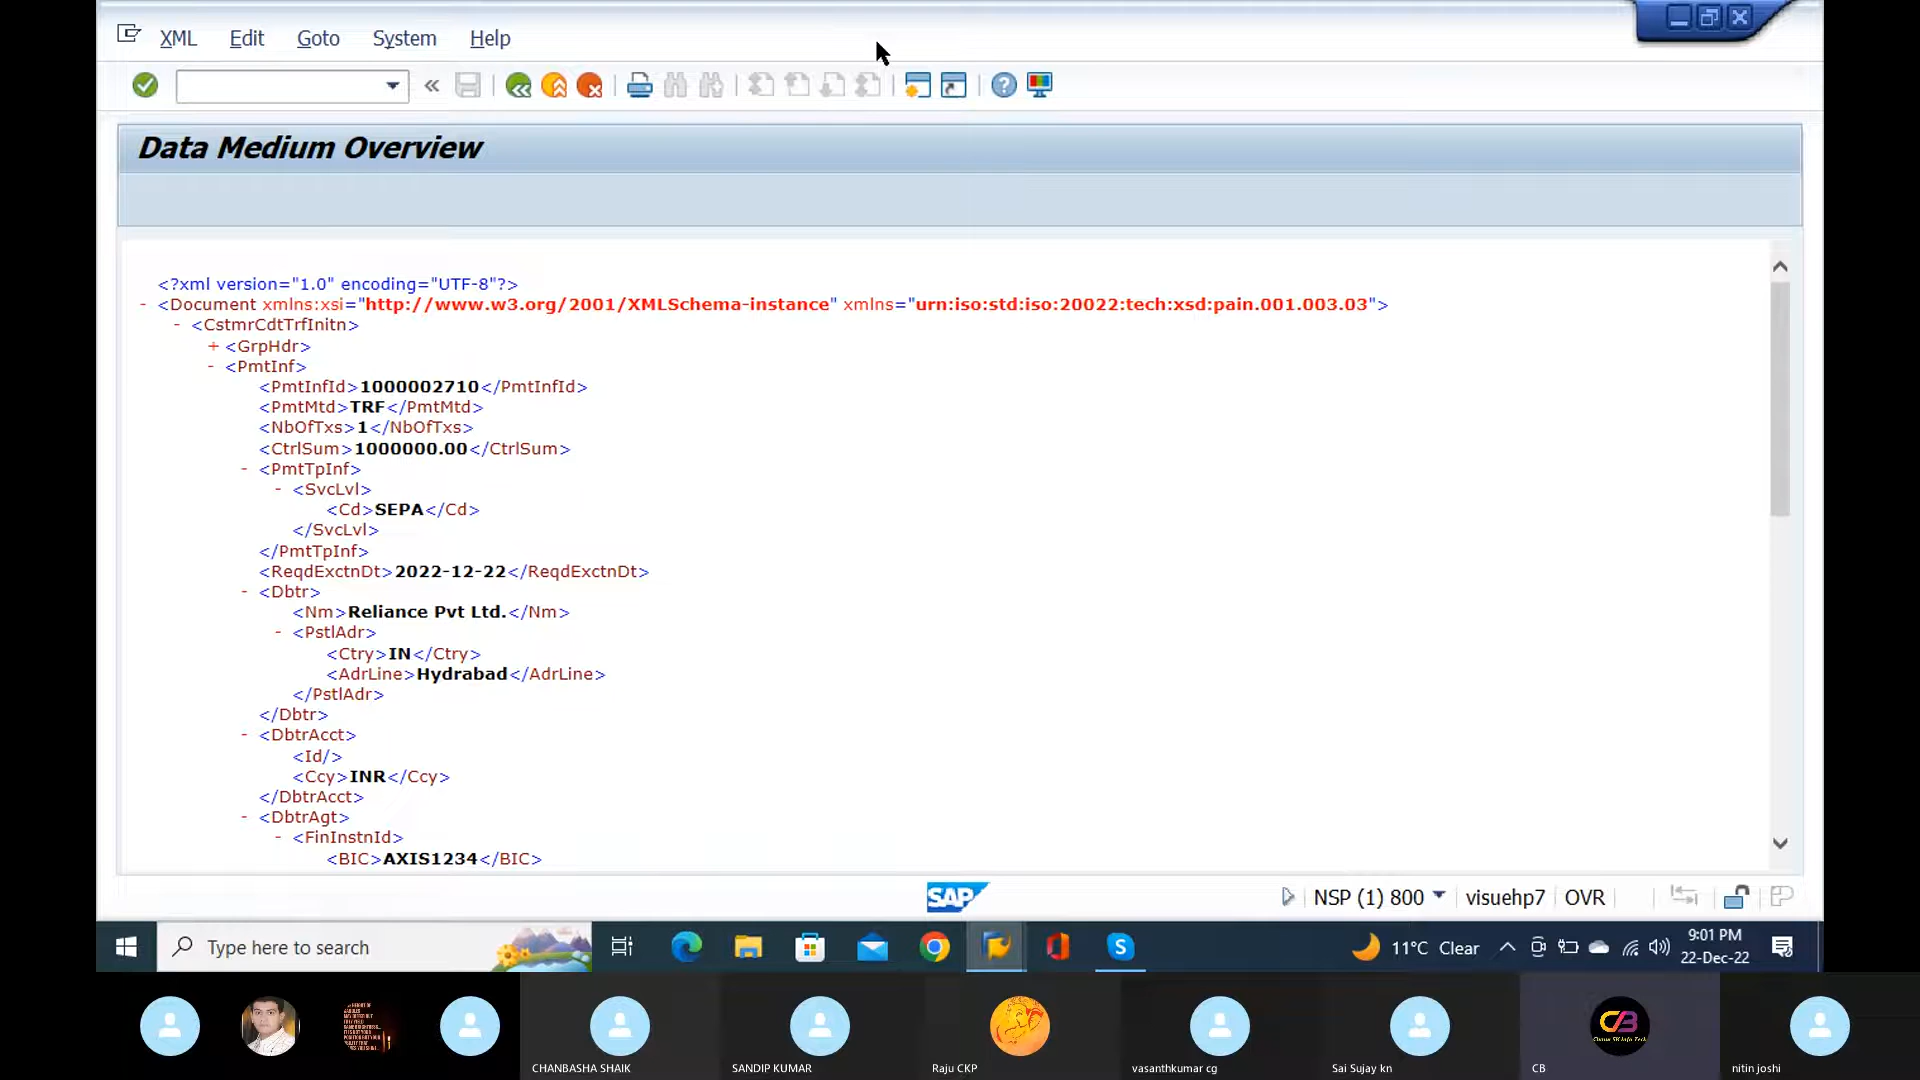 XML Edit Goto System Help
Data Medium Overview
<?xml version="1.0" encoding="UTF-8"?>
- <Document xmlns:xsi="http://www.w3.org/2001/XMLSchema-instance" xmlns="urn:iso:std:iso:20022:tech:xsd:pain.001.003.03">
- <CstmrCdtTrfInitn>
+ <GrpHdr>
- <PmtInf>
<PmtInfId>1000002710</PmtInfId>
<PmtMtd>TRF</PmtMtd>
<NbOfTxs>1</NbOfTxs>
<CtrlSum>1000000.00</CtrlSum>
- <PmtTpInf>
- <SvcLvl>
<Cd>SEPA</Cd>
</SvcLvl>
</PmtTpInf>
<ReqdExctnDt>2022-12-22</ReqdExctnDt>
- <Dbtr>
<Nm>Reliance Pvt Ltd.</Nm>
- <PstlAdr>
<Ctry>IN</Ctry>
<AdrLine>Hydrabad</AdrLine>
</PstlAdr>
</Dbtr>
- <DbtrAcct>
<Id/>
<Ccy>INR</Ccy>
</DbtrAcct>
- <DbtrAgt>
- <FinInstnId>
<BIC>AXIS1234</BIC>
SAP NSP (1) 800 visuehp7 OVR
Type here to search 11°C Clear 9:01 PM
22-Dec-22
CHANBASHA SHAIK SANDIP KUMAR Raju CKP vasanthkumar cg Sai Sujay kn CB nitin joshi